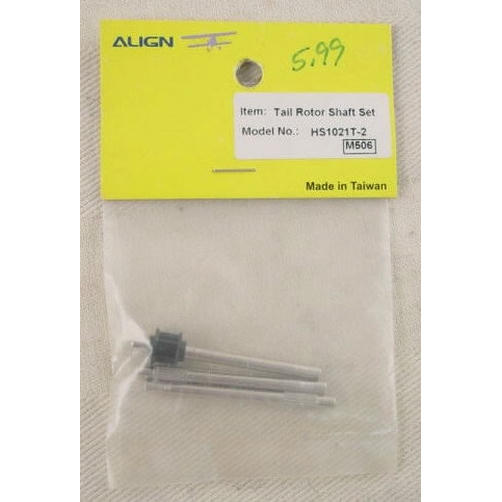 ALIGN
5.99
Item: Tail Rotor Shaft Set
Model No.: HS1021T-2
M506
Made in Taiwan